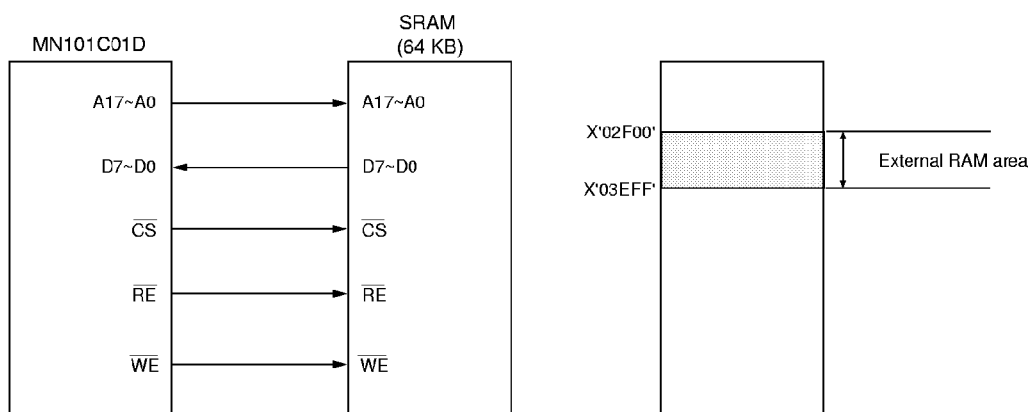 MN101C01D
SRAM
(64 KB)
A17~A0
A17~A0
D7~D0
D7~D0
CS
CS
RE
RE
WE
WE
X'02F00'
X'03EFF'
External RAM area